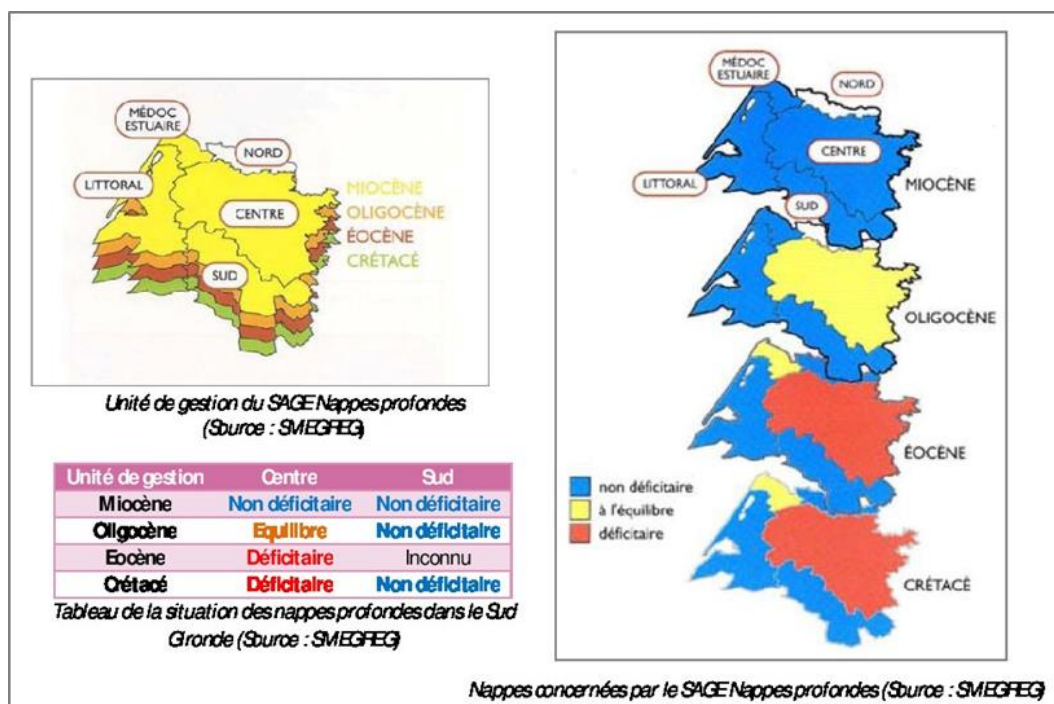 MÉDOC
ESTUAIRE
NORD
LITTORAL
CENTRE
SUD
MIOCÈNE
OLIGOCÈNE
ÉOCÈNE
CRÉTACÉ
Unité de gestion du SAGE Nappes profondes
(Source : SMEGREG)
Unité de gestion Centre Sud
Miocène Non déficitaire Non déficitaire
Oligocène Equilibre Non déficitaire
Eocène Déficitaire Inconnu
Crétacé Déficitaire Non déficitaire
Tableau de la situation des nappes profondes dans le Sud
Gironde (Source : SMEGREG)
MÉDOC
ESTUAIRE
NORD
CENTRE
LITTORAL
MIOCÈNE
SUD
OLIGOCÈNE
ÉOCÈNE
non déficitaire
à l'équilibre
déficitaire
CRÉTACÉ
Nappes concernées par le SAGE Nappes profondes (Source : SMEGREG)